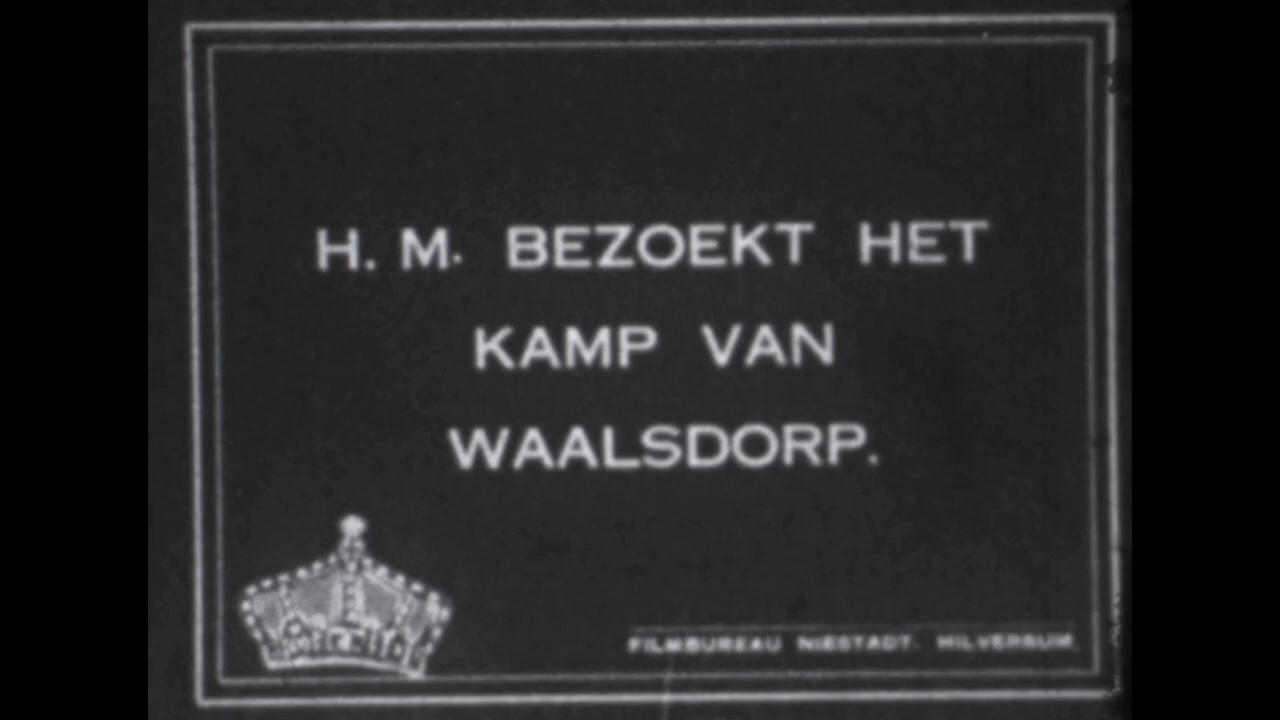 H. M. BEZOEKT HET
KAMP VAN
WAALSDORP.
FILMBUREAU NIESTADT. HILVERSUM.